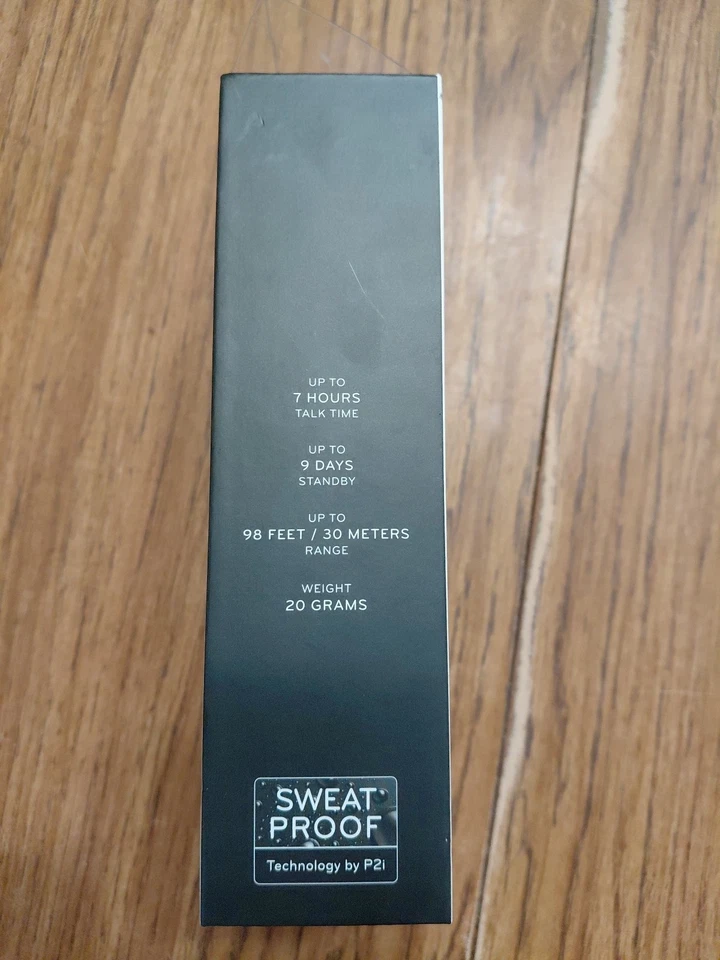 UP TO
7 HOURS
TALK TIME
UP TO
9 DAYS
STANDBY
UP TO
98 FEET / 30 METERS
RANGE
WEIGHT
20 GRAMS
SWEAT
PROOF
Technology by P2i